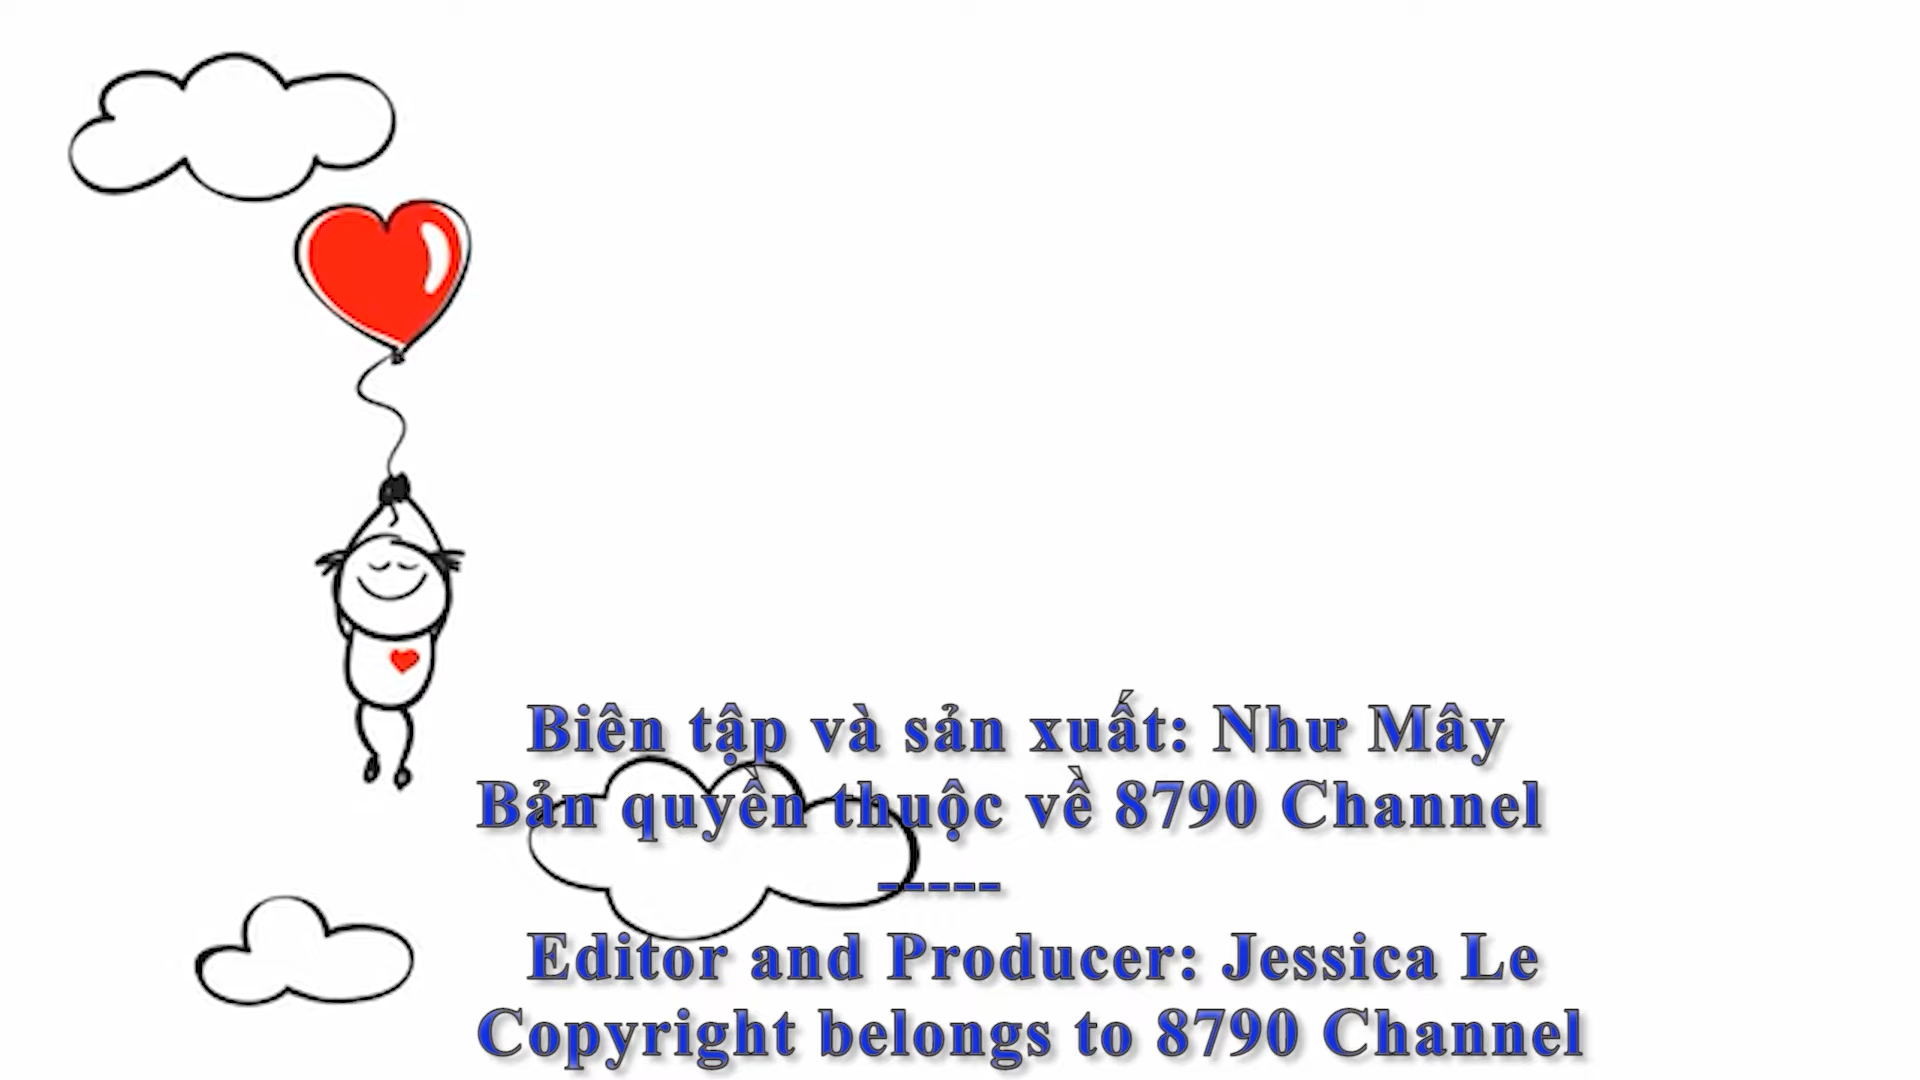 Biên tập và sản xuất: Như Mây
Bản quyền thuộc về 8790 Channel
-----
Editor and Producer: Jessica Le
Copyright belongs to 8790 Channel